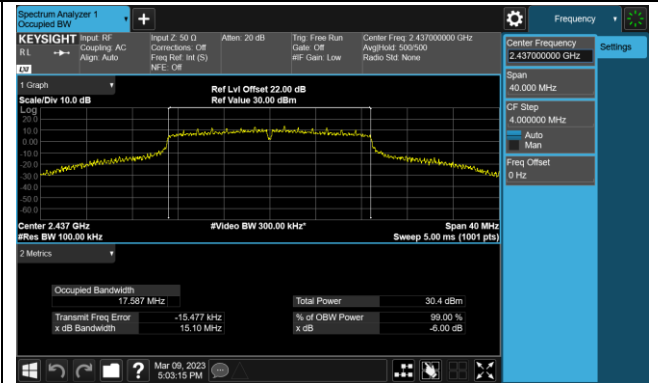 Spectrum Analyzer 1
Occupied BW
+
Frequency
KEYSIGHT
RL
Input: RF
Coupling: AC
Align: Auto
Input Z: 50 Ω
Corrections: Off
Freq Ref: Int (S)
NFE: Off
Atten: 20 dB
Trig: Free Run
Gate: Off
#IF Gain: Low
Center Freq: 2.437000000 GHz
Avg|Hold: 500/500
Radio Std: None
Center Frequency
2.437000000 GHz
Settings
Span
40.000 MHz
CF Step
4.000000 MHz
Auto
Man
Freq Offset
0 Hz
1 Graph
Scale/Div 10.0 dB
Ref Lvl Offset 22.00 dB
Ref Value 30.00 dBm
Log
20.0
10.0
0.00
-10.0
-20.0
-30.0
-40.0
-50.0
-60.0
Center 2.437 GHz
#Video BW 300.00 kHz*
Span 40 MHz
#Res BW 100.00 kHz
Sweep 5.00 ms (1001 pts)
2 Metrics
Occupied Bandwidth
17.587 MHz
Total Power 30.4 dBm
Transmit Freq Error -15.477 kHz
% of OBW Power 99.00 %
x dB Bandwidth 15.10 MHz
x dB -6.00 dB
?
Mar 09, 2023
5:03:15 PM